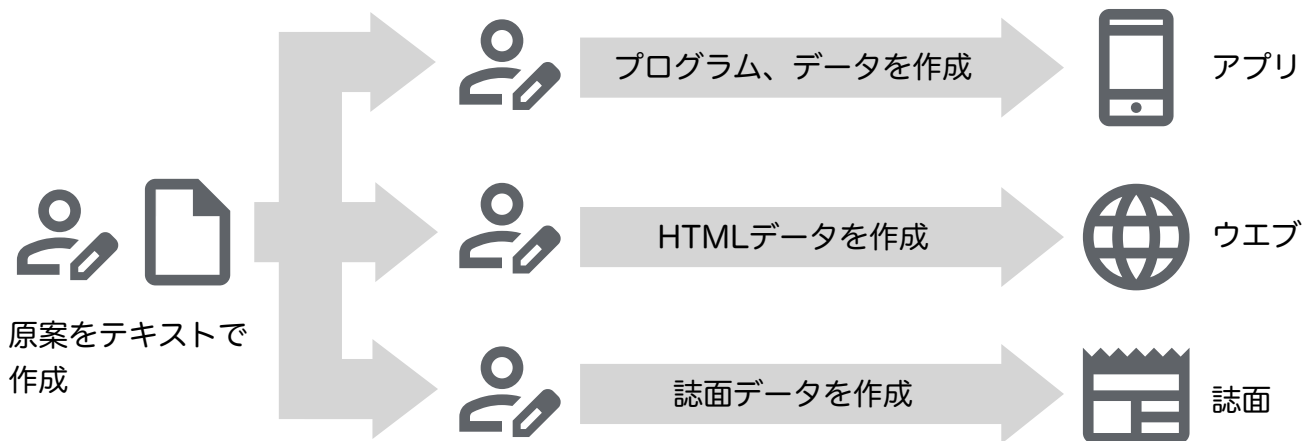 プログラム、データを作成
アプリ
HTMLデータを作成
ウエブ
原案をテキストで
作成
誌面データを作成
誌面